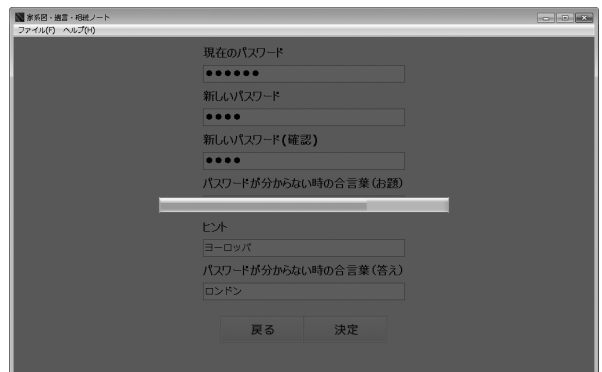 家系図・遺言・相続ノート
ファイル(F) ヘルプ(H)
現在のパスワード
●●●●●●
新しいパスワード
●●●●
新しいパスワード(確認)
●●●●
パスワードが分からない時の合言葉(お題)
ヒント
ヨーロッパ
パスワードが分からない時の合言葉(答え)
ロンドン
戻る 決定